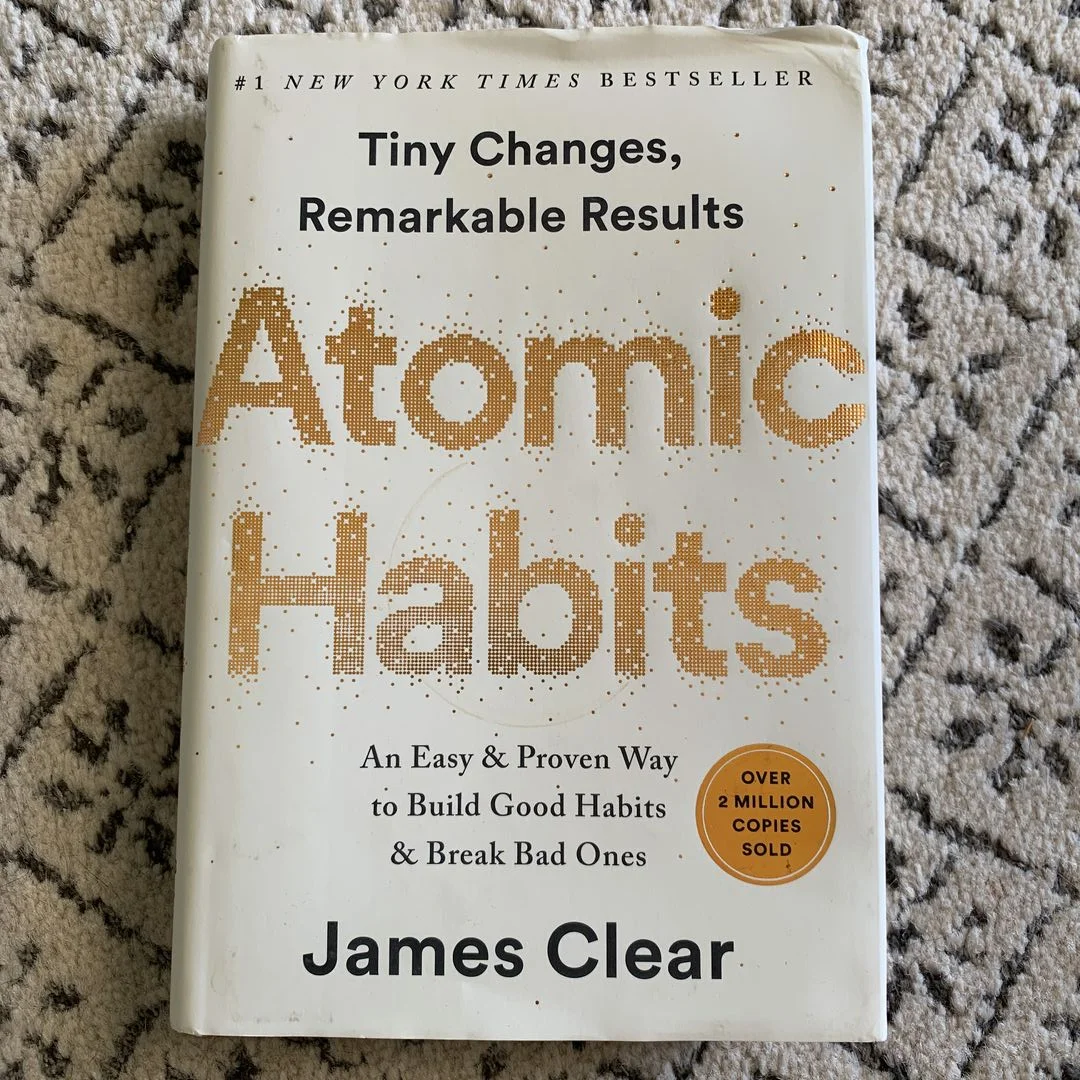 #1 NEW YORK TIMES BESTSELLER
Tiny Changes,
Remarkable Results
Atomic
Habits
An Easy & Proven Way
to Build Good Habits
& Break Bad Ones
OVER
2 MILLION
COPIES
SOLD
James Clear